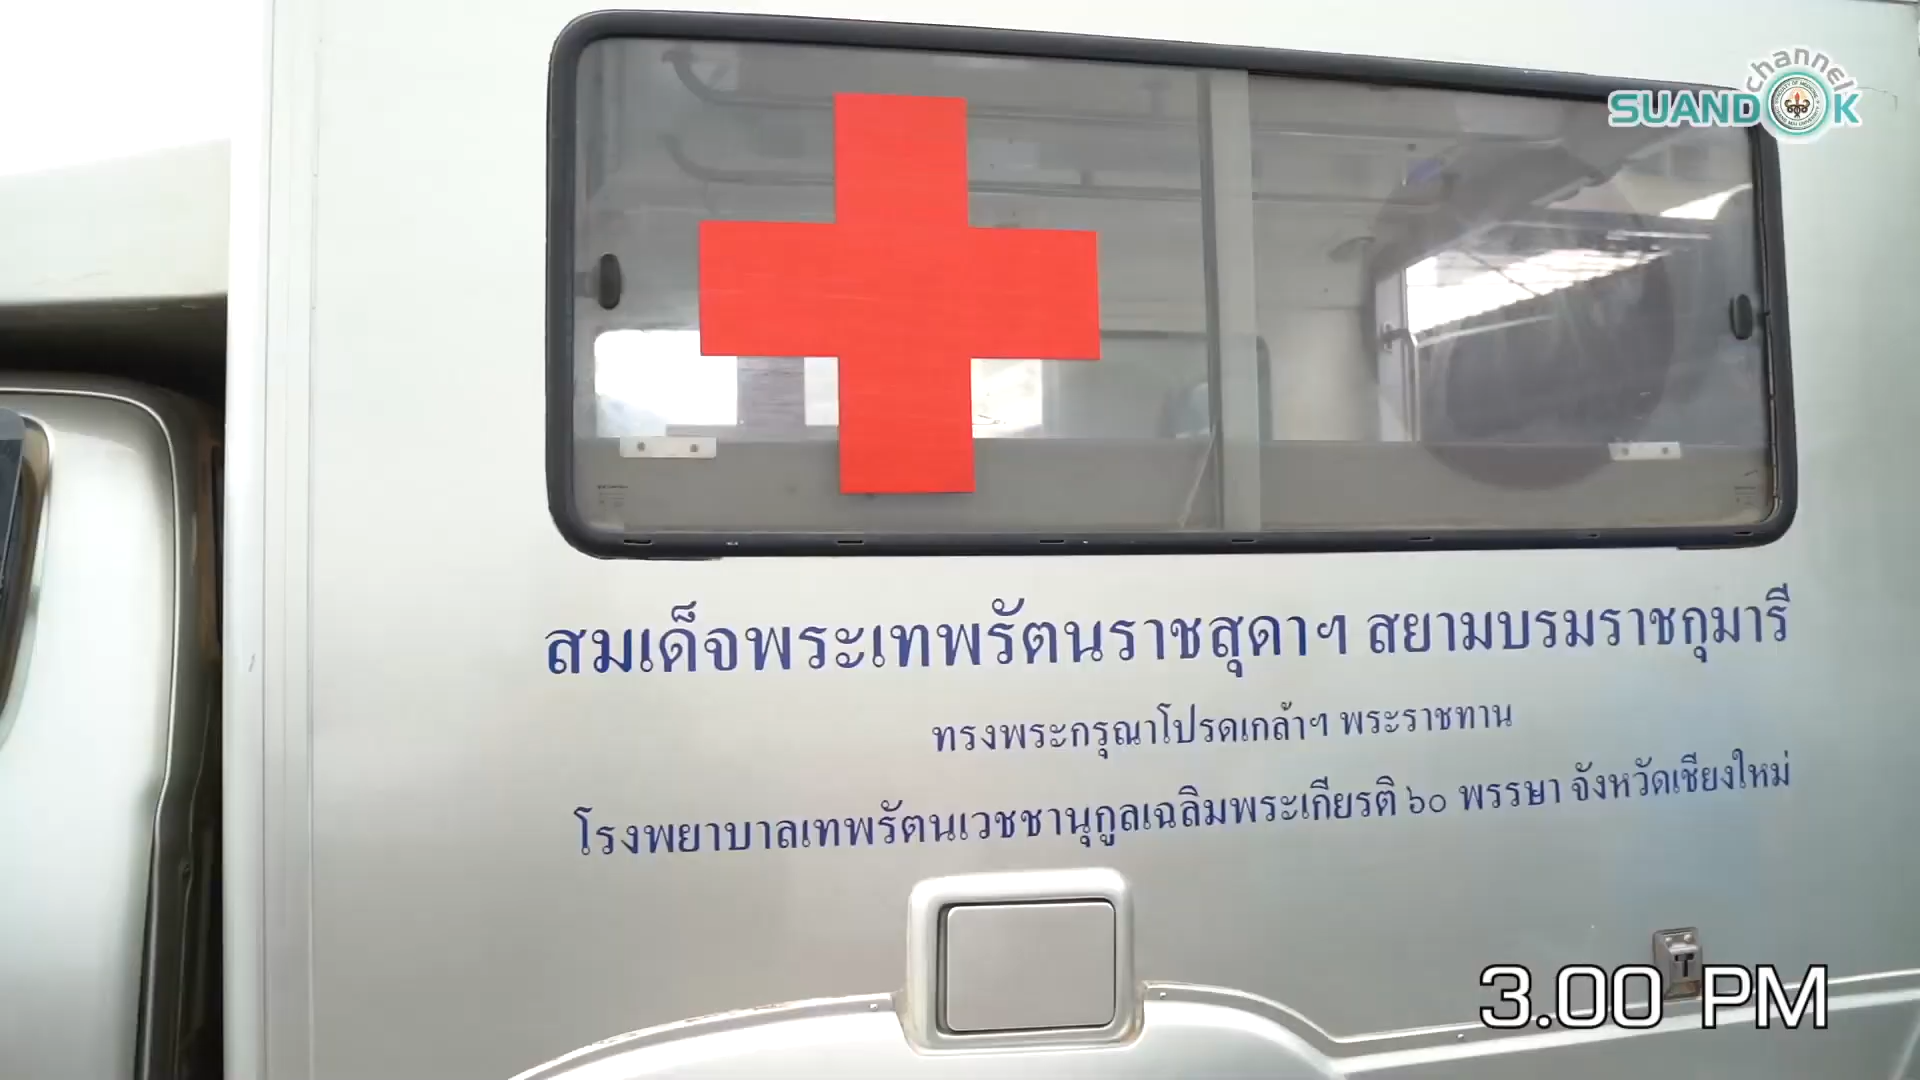 channel
SUANDOK
สมเด็จพระเทพรัตนราชสุดาฯ สยามบรมราชกุมารี
ทรงพระกรุณาโปรดเกล้าฯ พระราชทาน
โรงพยาบาลเทพรัตนเวชชานุกูลเฉลิมพระเกียรติ ๖๐ พรรษา จังหวัดเชียงใหม่
3.00 PM